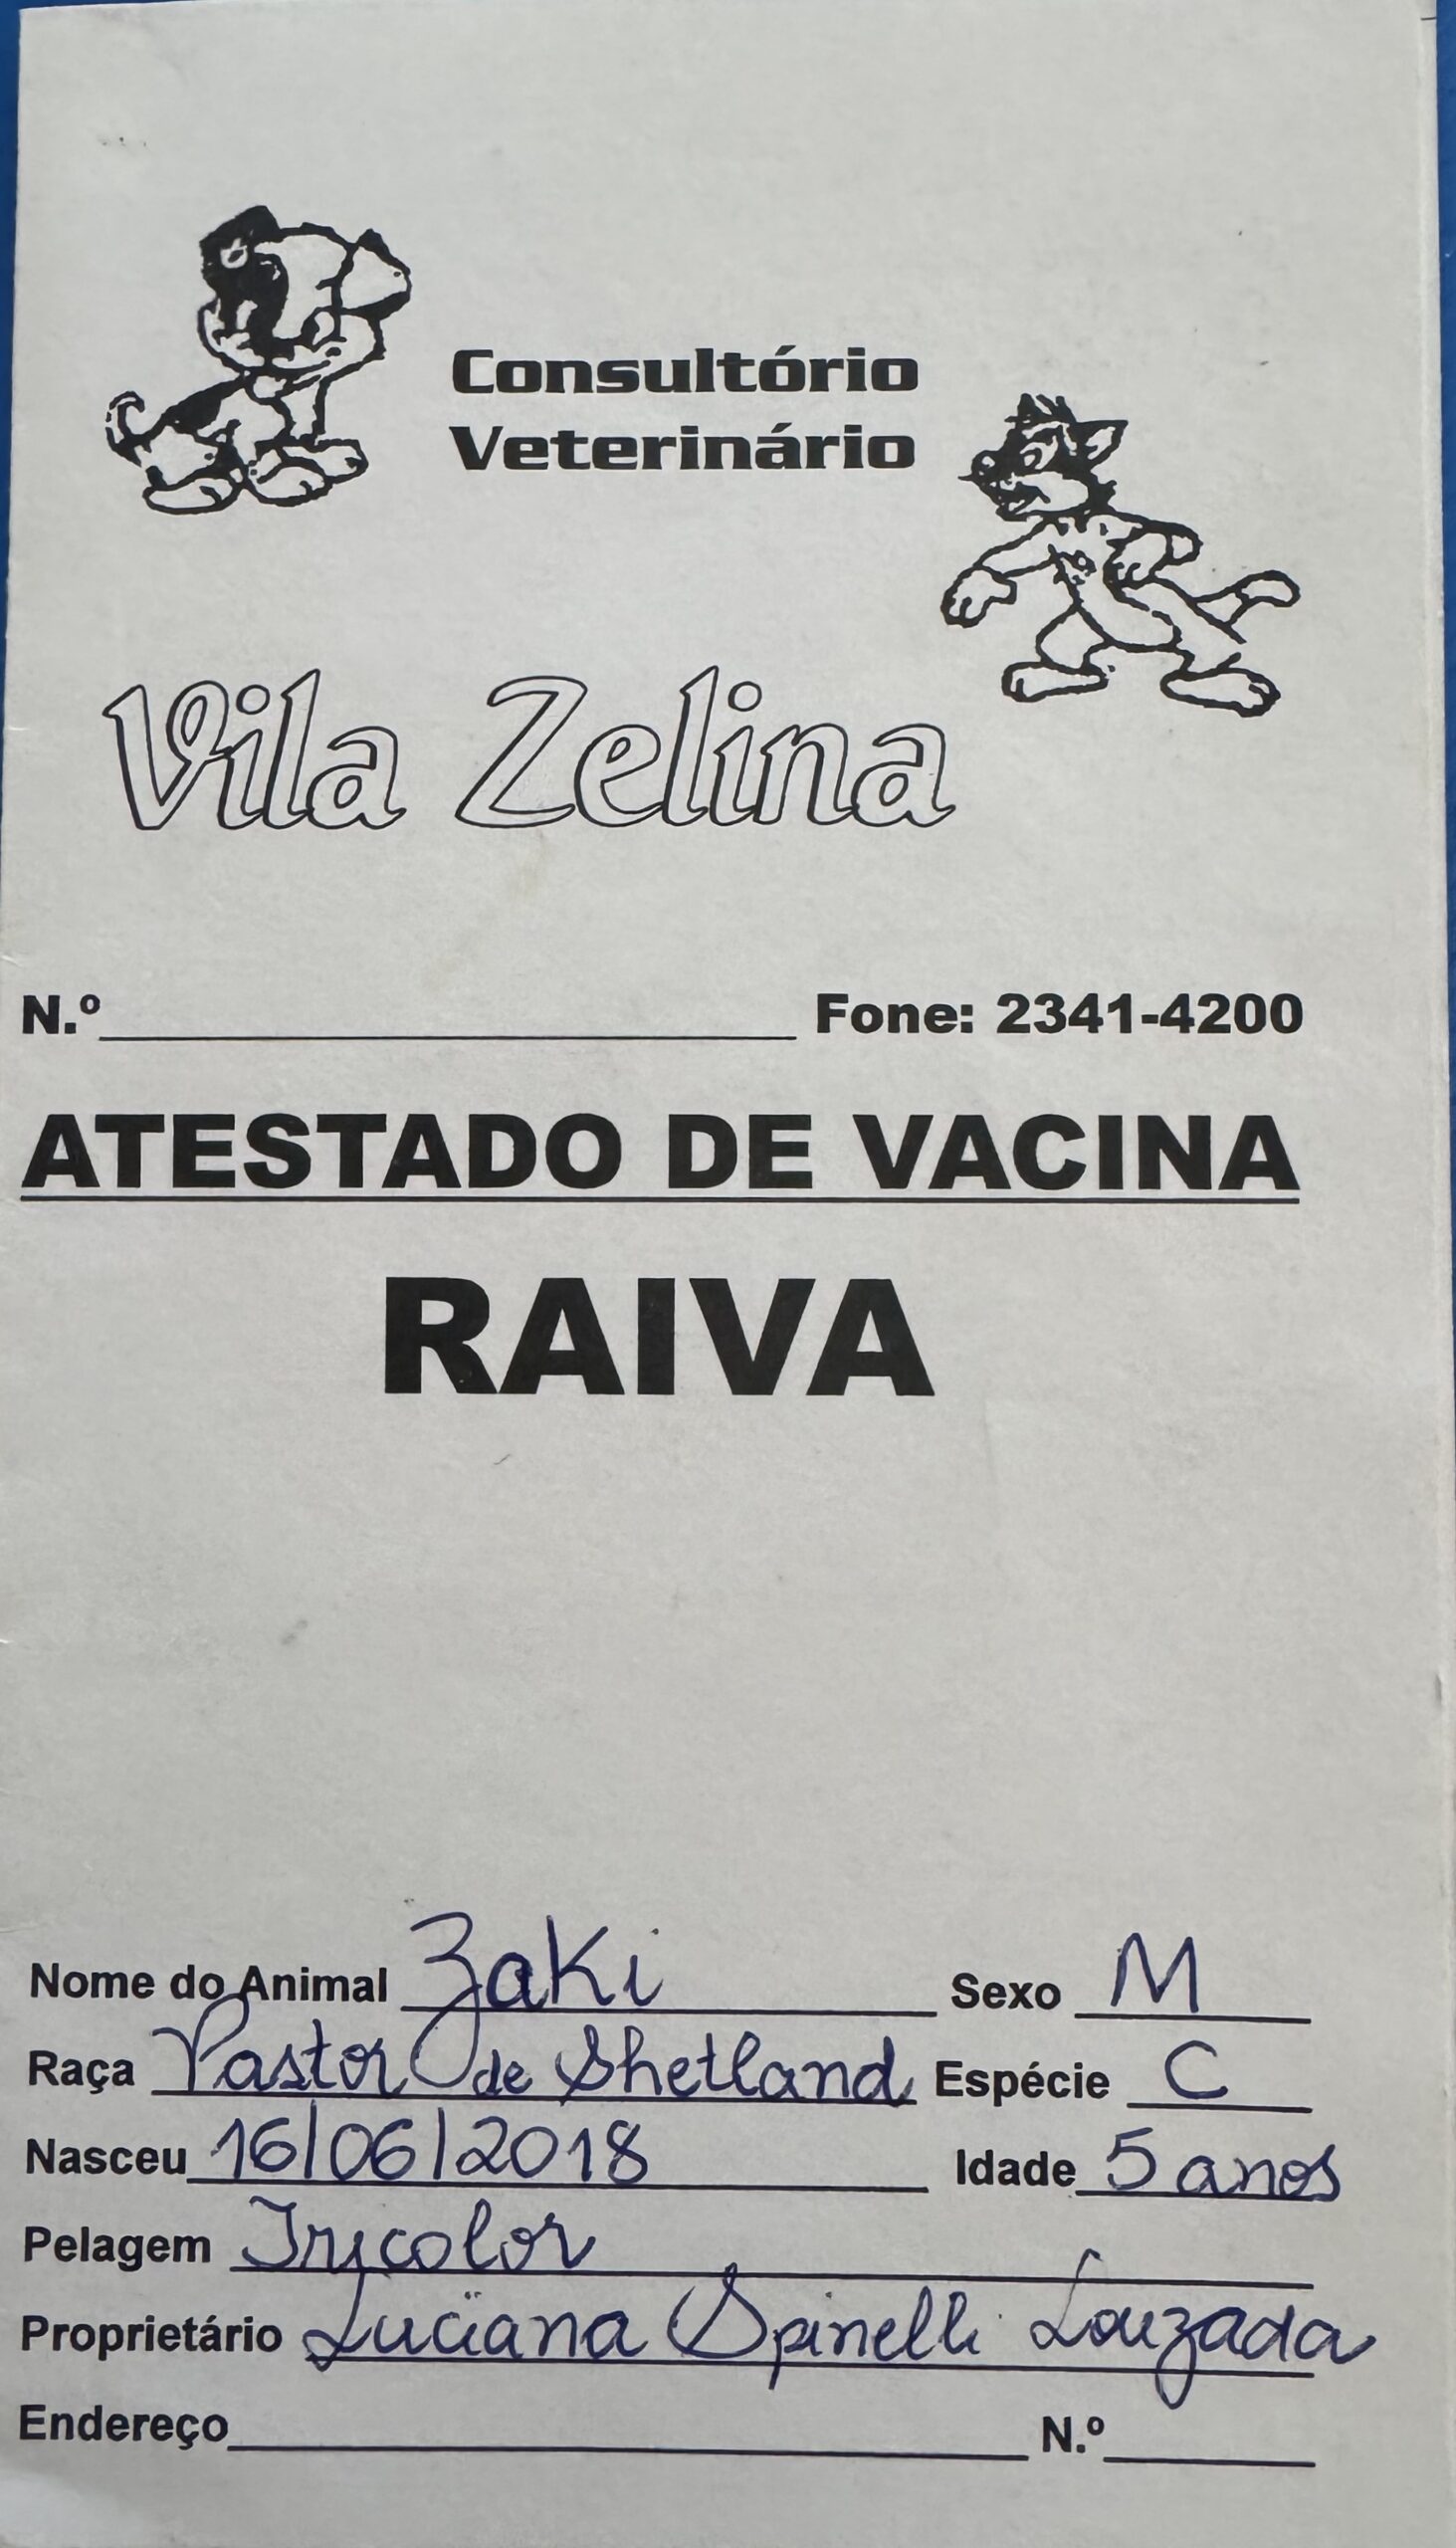 Consultório
Veterinário
Vila Zelina
N.º Fone: 2341-4200
ATESTADO DE VACINA
RAIVA
Nome do Animal Zaki Sexo M
Raça Pastor de Shetland Espécie C
Nasceu 16/06/2018 Idade 5 anos
Pelagem Tricolor
Proprietário Luciana Spinelli Louzada
Endereço N.º